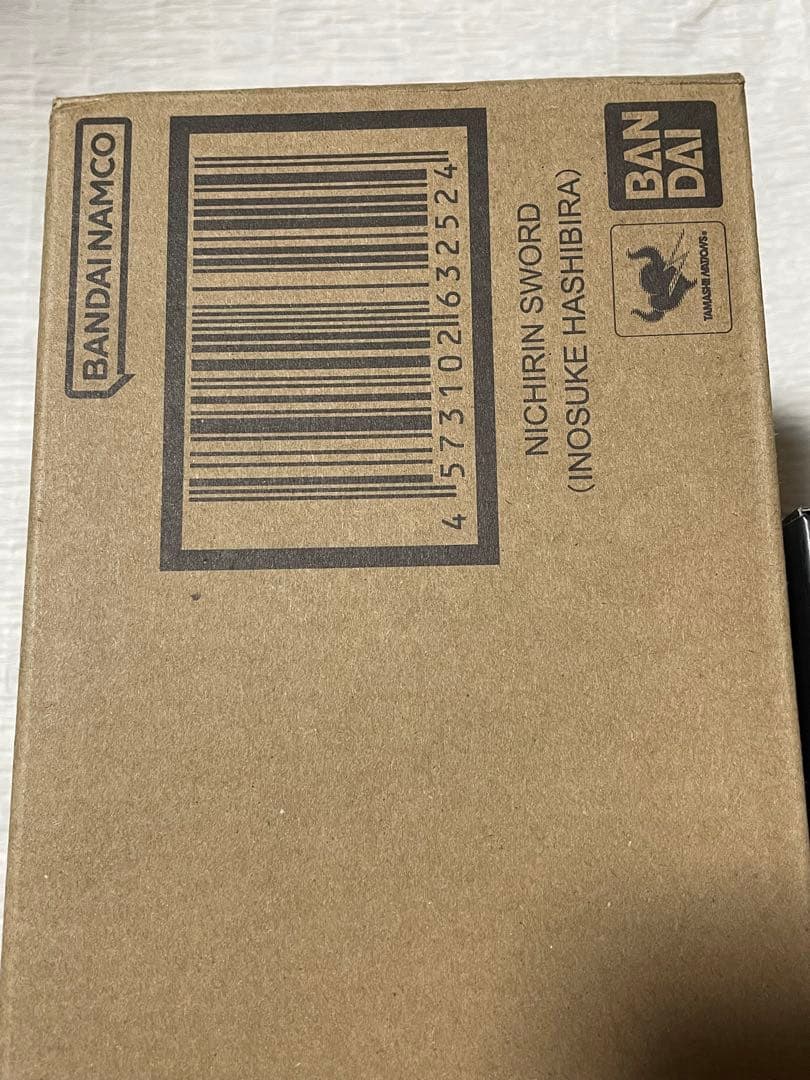 BANDAI NAMCO
4 573102 632524
NICHIRIN SWORD
(INOSUKE HASHIBIRA)
BAN
DAI
TAMASHII NATIONS